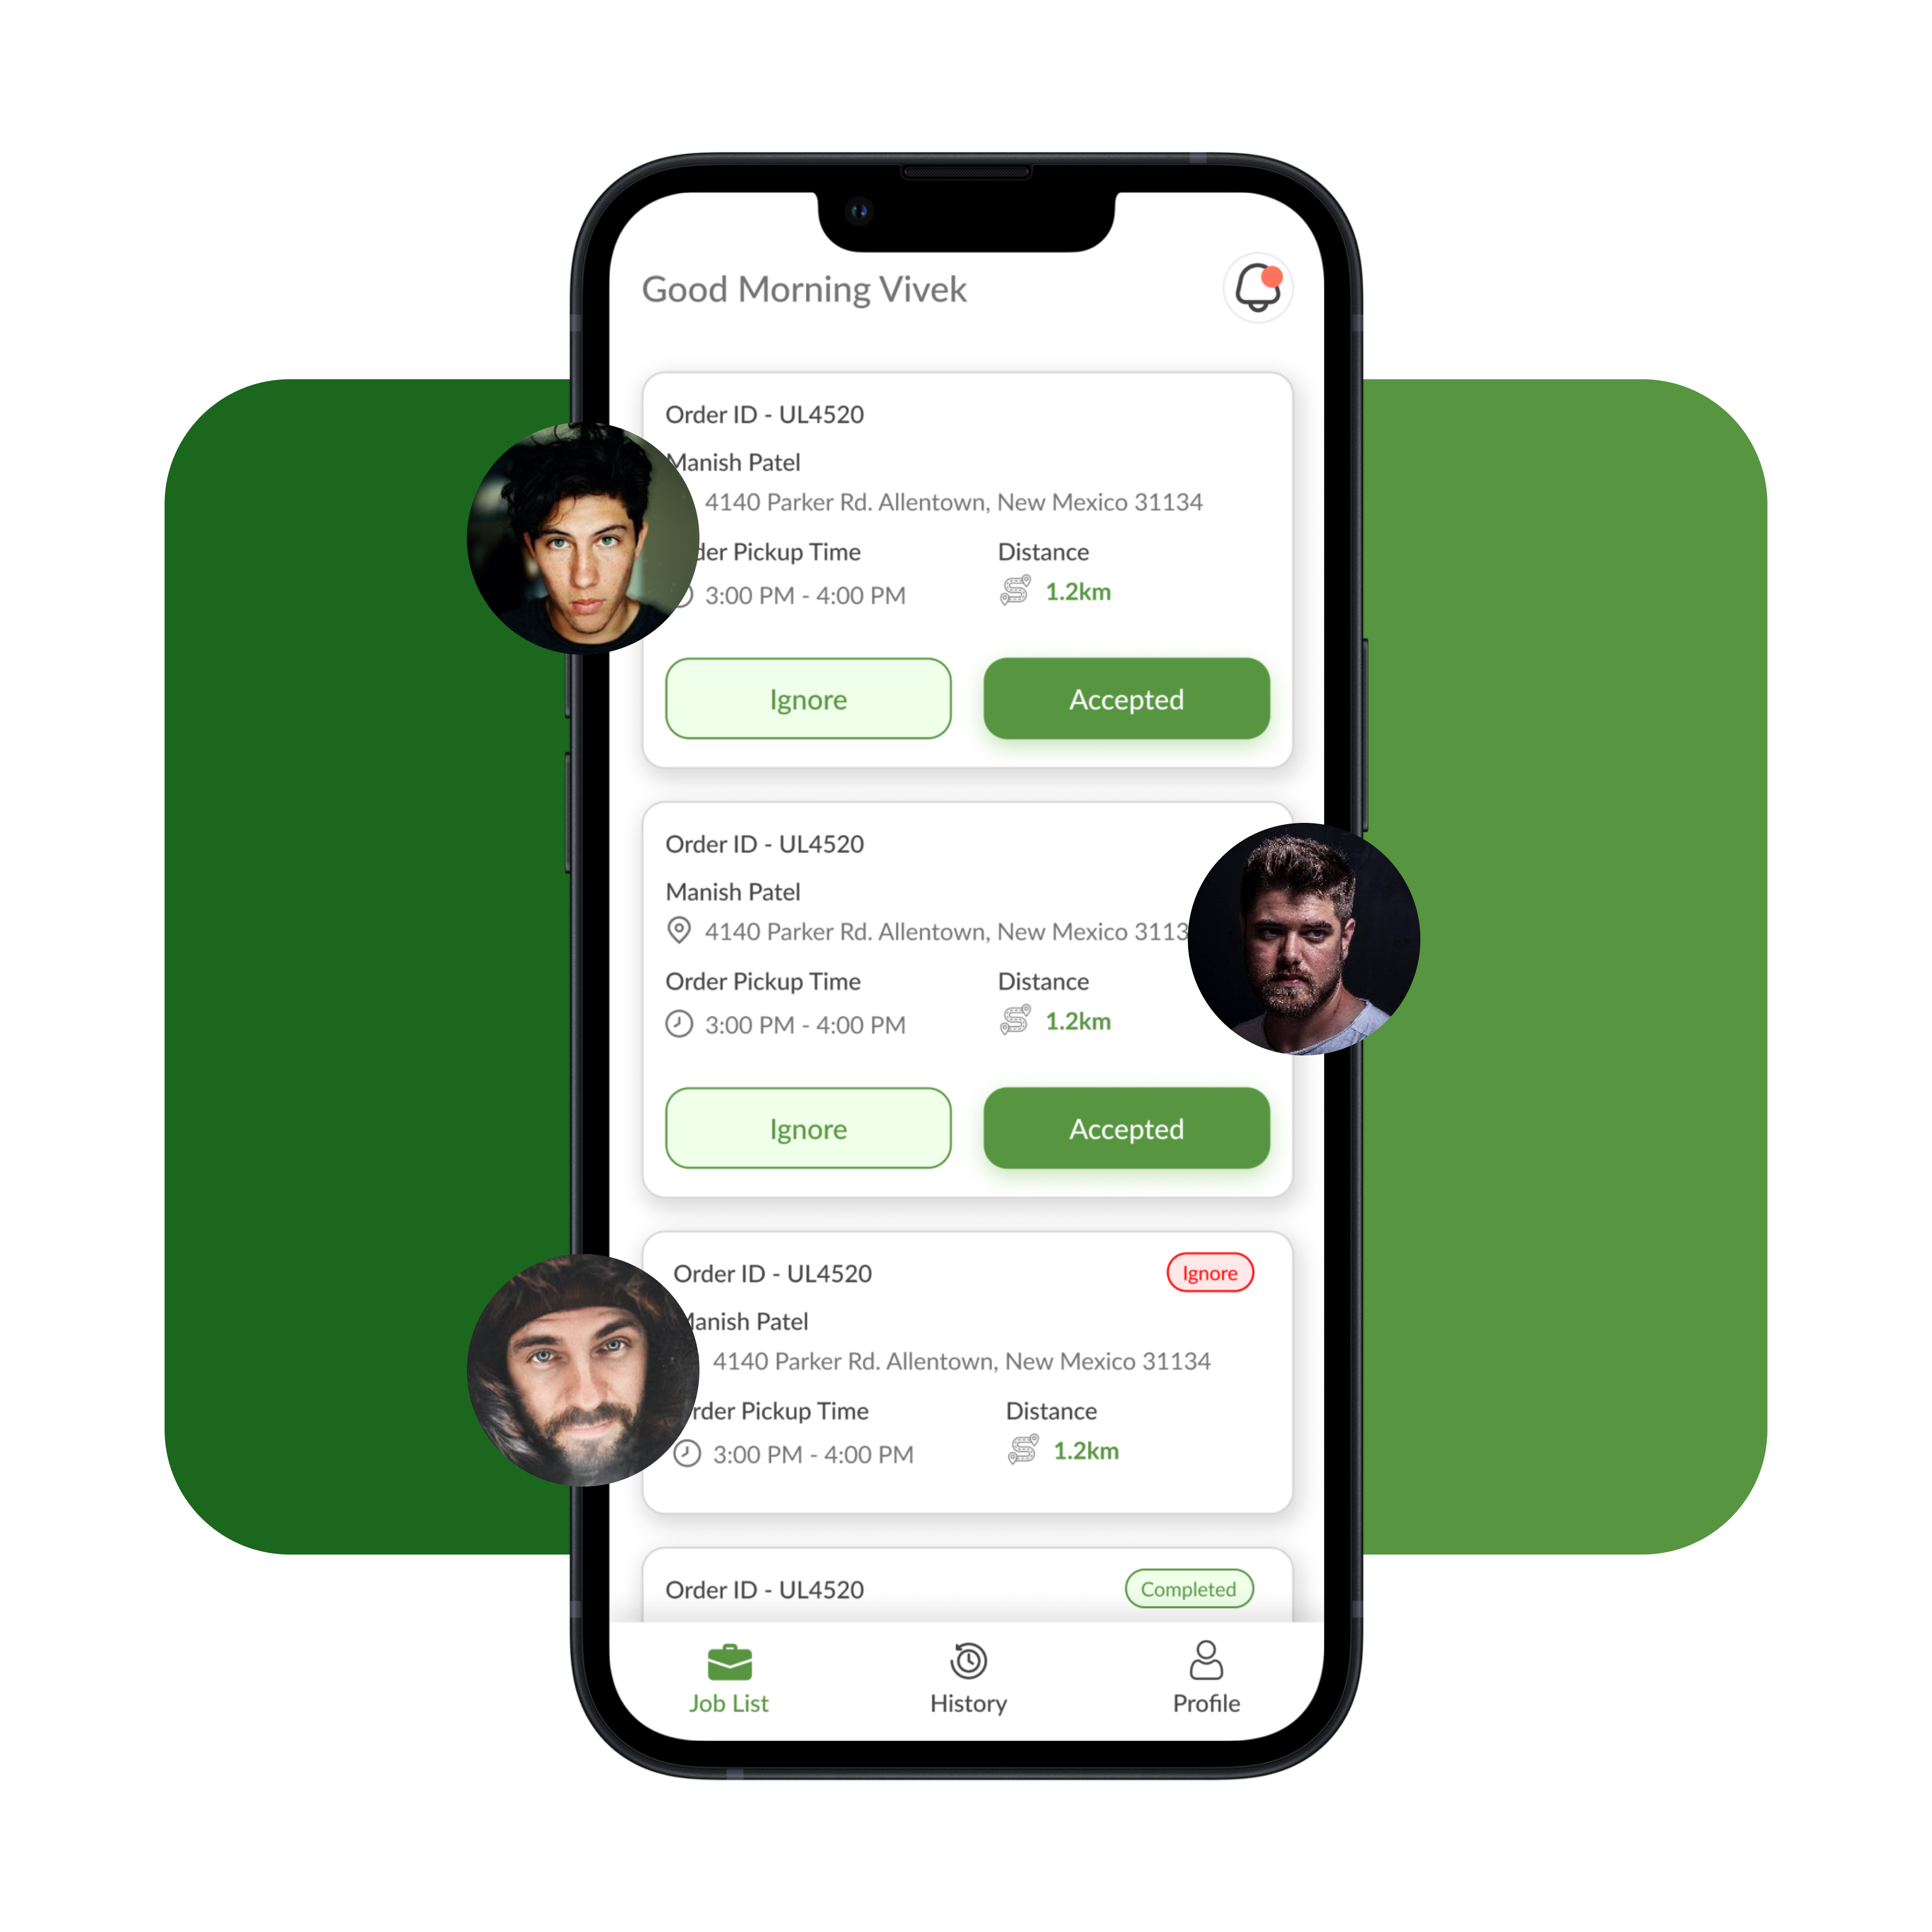 Good Morning Vivek
Order ID - UL4520
Manish Patel
4140 Parker Rd. Allentown, New Mexico 31134
der Pickup Time Distance
3:00 PM - 4:00 PM 1.2km
Ignore Accepted
Order ID - UL4520
Manish Patel
4140 Parker Rd. Allentown, New Mexico 3113
Order Pickup Time Distance
3:00 PM - 4:00 PM 1.2km
Ignore Accepted
Order ID - UL4520 Ignore
Manish Patel
4140 Parker Rd. Allentown, New Mexico 31134
rder Pickup Time Distance
3:00 PM - 4:00 PM 1.2km
Order ID - UL4520 Completed
Job List History Profile